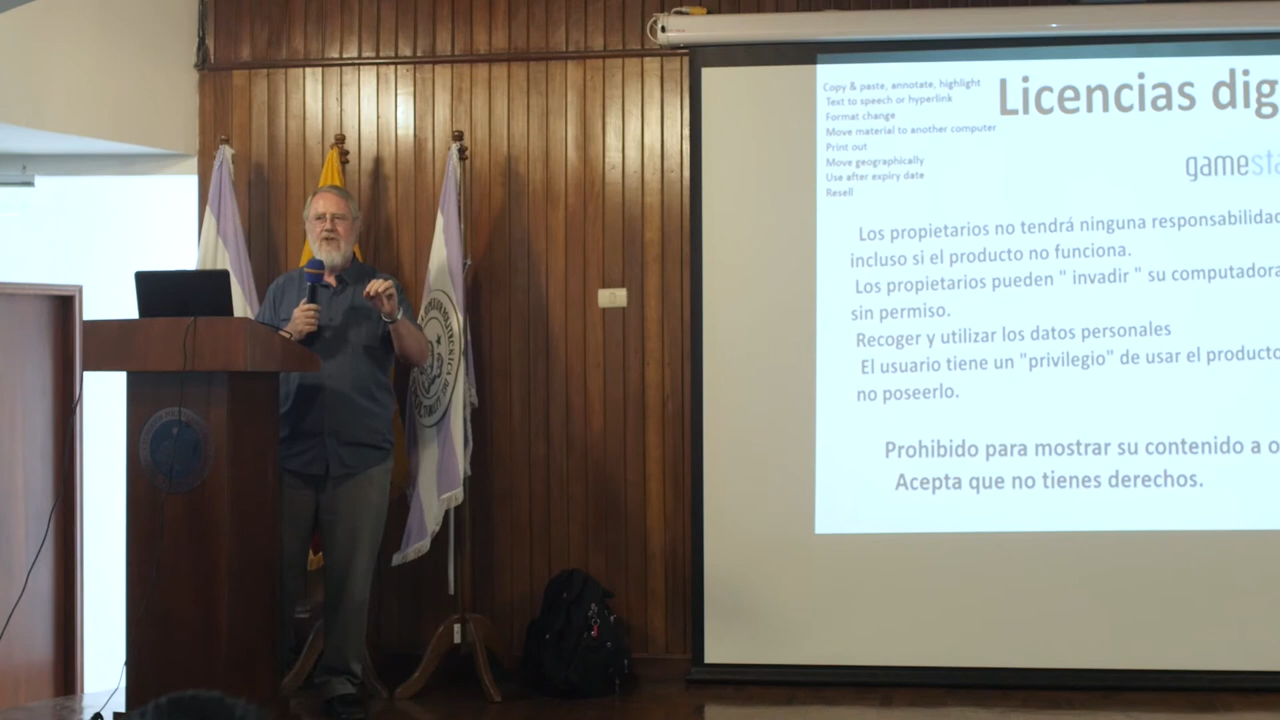 Copy & paste, annotate, highlight
Text to speech or hyperlink
Format change
Move material to another computer
Print out
Move geographically
Use after expiry date
Resell
Licencias dig
gamesta
Los propietarios no tendrá ninguna responsabilidad
incluso si el producto no funciona.
Los propietarios pueden " invadir " su computadora
sin permiso.
Recoger y utilizar los datos personales
El usuario tiene un "privilegio" de usar el producto
no poseerlo.
Prohibido para mostrar su contenido a o
Acepta que no tienes derechos.